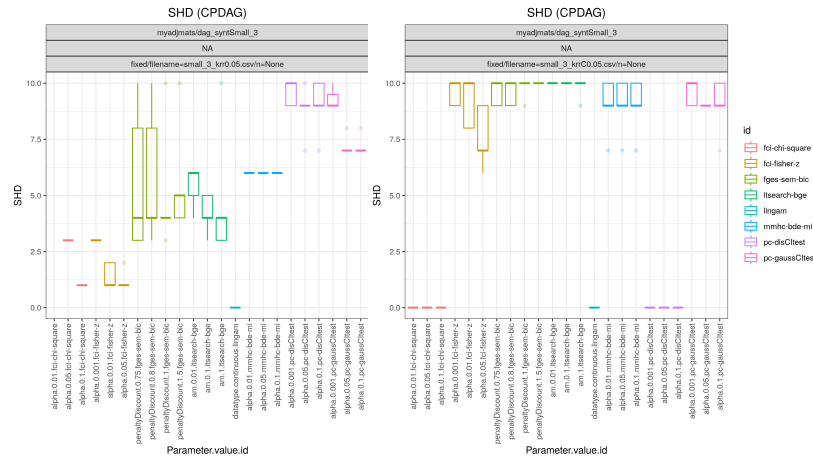 SHD (CPDAG)
myadjmats/dag_syntSmall_3
NA
fixed/filename=small_3_krr0.05.csv/n=None
10.0
7.5
5.0
2.5
0.0
SHD
alpha.0.01.fci-chi-square
alpha.0.05.fci-chi-square
alpha.0.1.fci-chi-square
alpha.0.001.fci-fisher-z
alpha.0.01.fci-fisher-z
alpha.0.05.fci-fisher-z
penaltyDiscount.0.75.fges-sem-bic
penaltyDiscount.0.8.fges-sem-bic
penaltyDiscount.1.fges-sem-bic
penaltyDiscount.1.5.fges-sem-bic
am.0.01.itsearch-bge
am.0.1.itsearch-bge
am.1.itsearch-bge
datatype.continuous.lingam
alpha.0.01.mmhc-bde-mi
alpha.0.05.mmhc-bde-mi
alpha.0.1.mmhc-bde-mi
alpha.0.001.pc-disCItest
alpha.0.05.pc-disCItest
alpha.0.1.pc-disCItest
alpha.0.001.pc-gaussCItest
alpha.0.05.pc-gaussCItest
alpha.0.1.pc-gaussCItest
Parameter.value.id
SHD (CPDAG)
myadjmats/dag_syntSmall_3
NA
fixed/filename=small_3_krrC0.05.csv/n=None
10.0
7.5
5.0
2.5
0.0
SHD
alpha.0.01.fci-chi-square
alpha.0.05.fci-chi-square
alpha.0.1.fci-chi-square
alpha.0.001.fci-fisher-z
alpha.0.01.fci-fisher-z
alpha.0.05.fci-fisher-z
penaltyDiscount.0.75.fges-sem-bic
penaltyDiscount.0.8.fges-sem-bic
penaltyDiscount.1.fges-sem-bic
penaltyDiscount.1.5.fges-sem-bic
am.0.01.itsearch-bge
am.0.1.itsearch-bge
am.1.itsearch-bge
datatype.continuous.lingam
alpha.0.01.mmhc-bde-mi
alpha.0.05.mmhc-bde-mi
alpha.0.1.mmhc-bde-mi
alpha.0.001.pc-disCItest
alpha.0.05.pc-disCItest
alpha.0.1.pc-disCItest
alpha.0.001.pc-gaussCItest
alpha.0.05.pc-gaussCItest
alpha.0.1.pc-gaussCItest
Parameter.value.id
id
fci-chi-square
fci-fisher-z
fges-sem-bic
itsearch-bge
lingam
mmhc-bde-mi
pc-disCItest
pc-gaussCItes